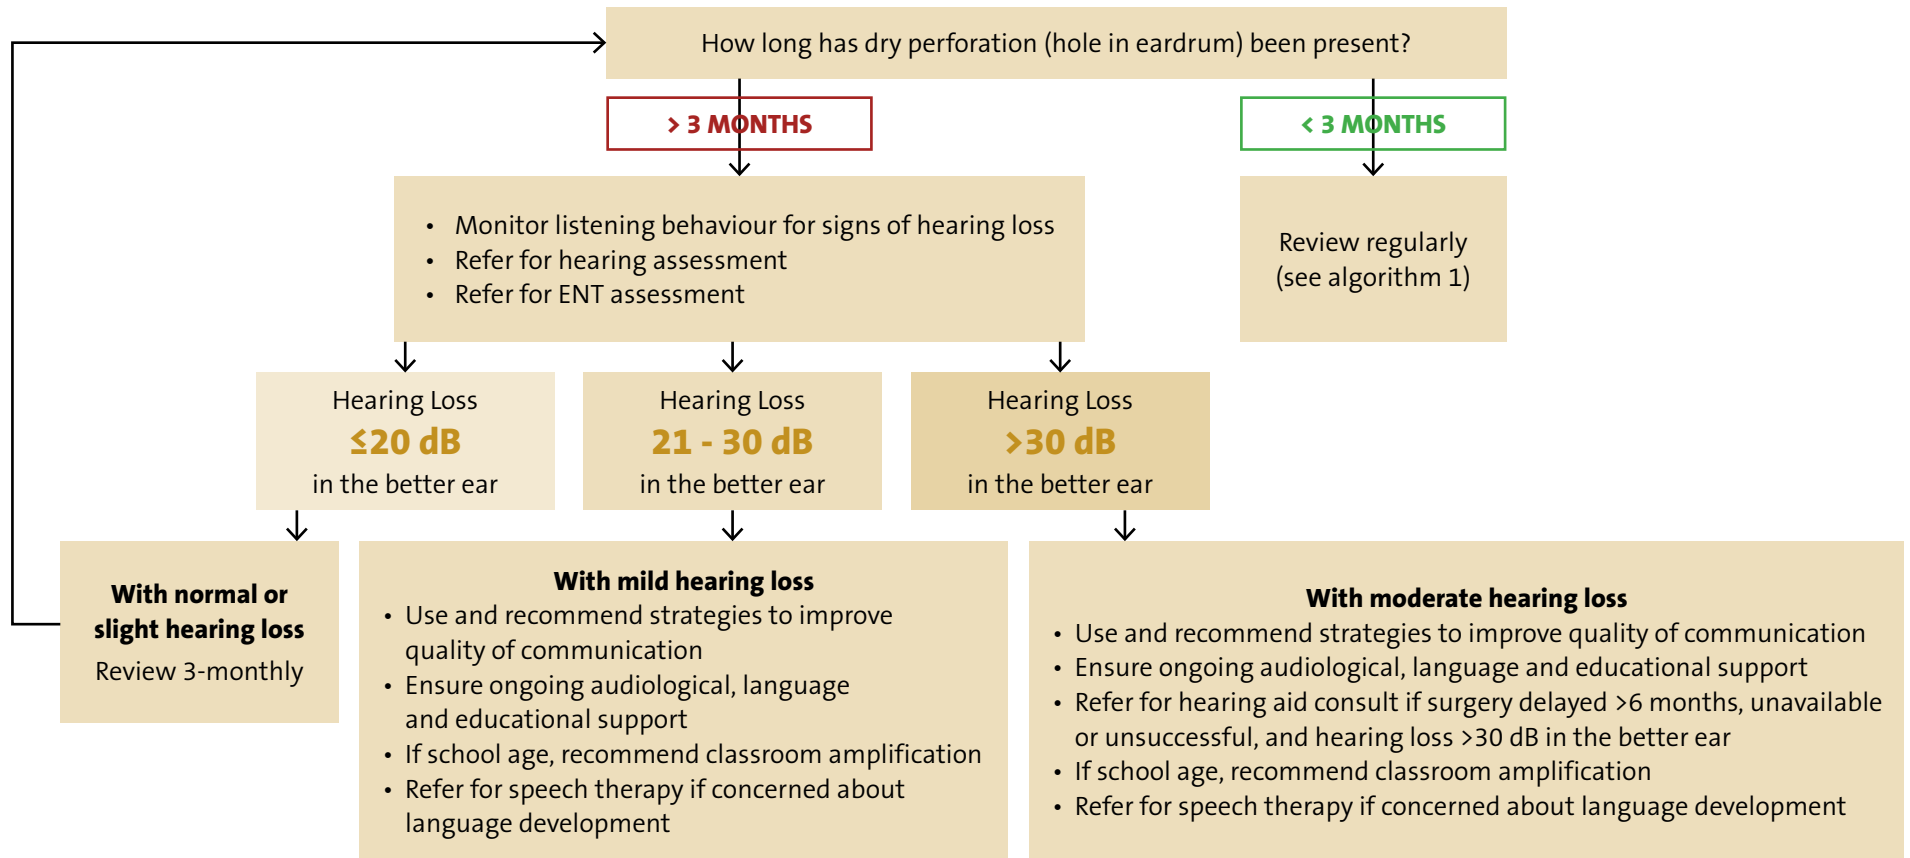 How long has dry perforation (hole in eardrum) been present?
> 3 MONTHS
< 3 MONTHS
• Monitor listening behaviour for signs of hearing loss
• Refer for hearing assessment
• Refer for ENT assessment
Review regularly
(see algorithm 1)
Hearing Loss
≤20 dB
in the better ear
Hearing Loss
21 - 30 dB
in the better ear
Hearing Loss
>30 dB
in the better ear
With normal or
slight hearing loss
Review 3-monthly
With mild hearing loss
• Use and recommend strategies to improve
quality of communication
• Ensure ongoing audiological, language
and educational support
• If school age, recommend classroom amplification
• Refer for speech therapy if concerned about
language development
With moderate hearing loss
• Use and recommend strategies to improve quality of communication
• Ensure ongoing audiological, language and educational support
• Refer for hearing aid consult if surgery delayed >6 months, unavailable
or unsuccessful, and hearing loss >30 dB in the better ear
• If school age, recommend classroom amplification
• Refer for speech therapy if concerned about language development